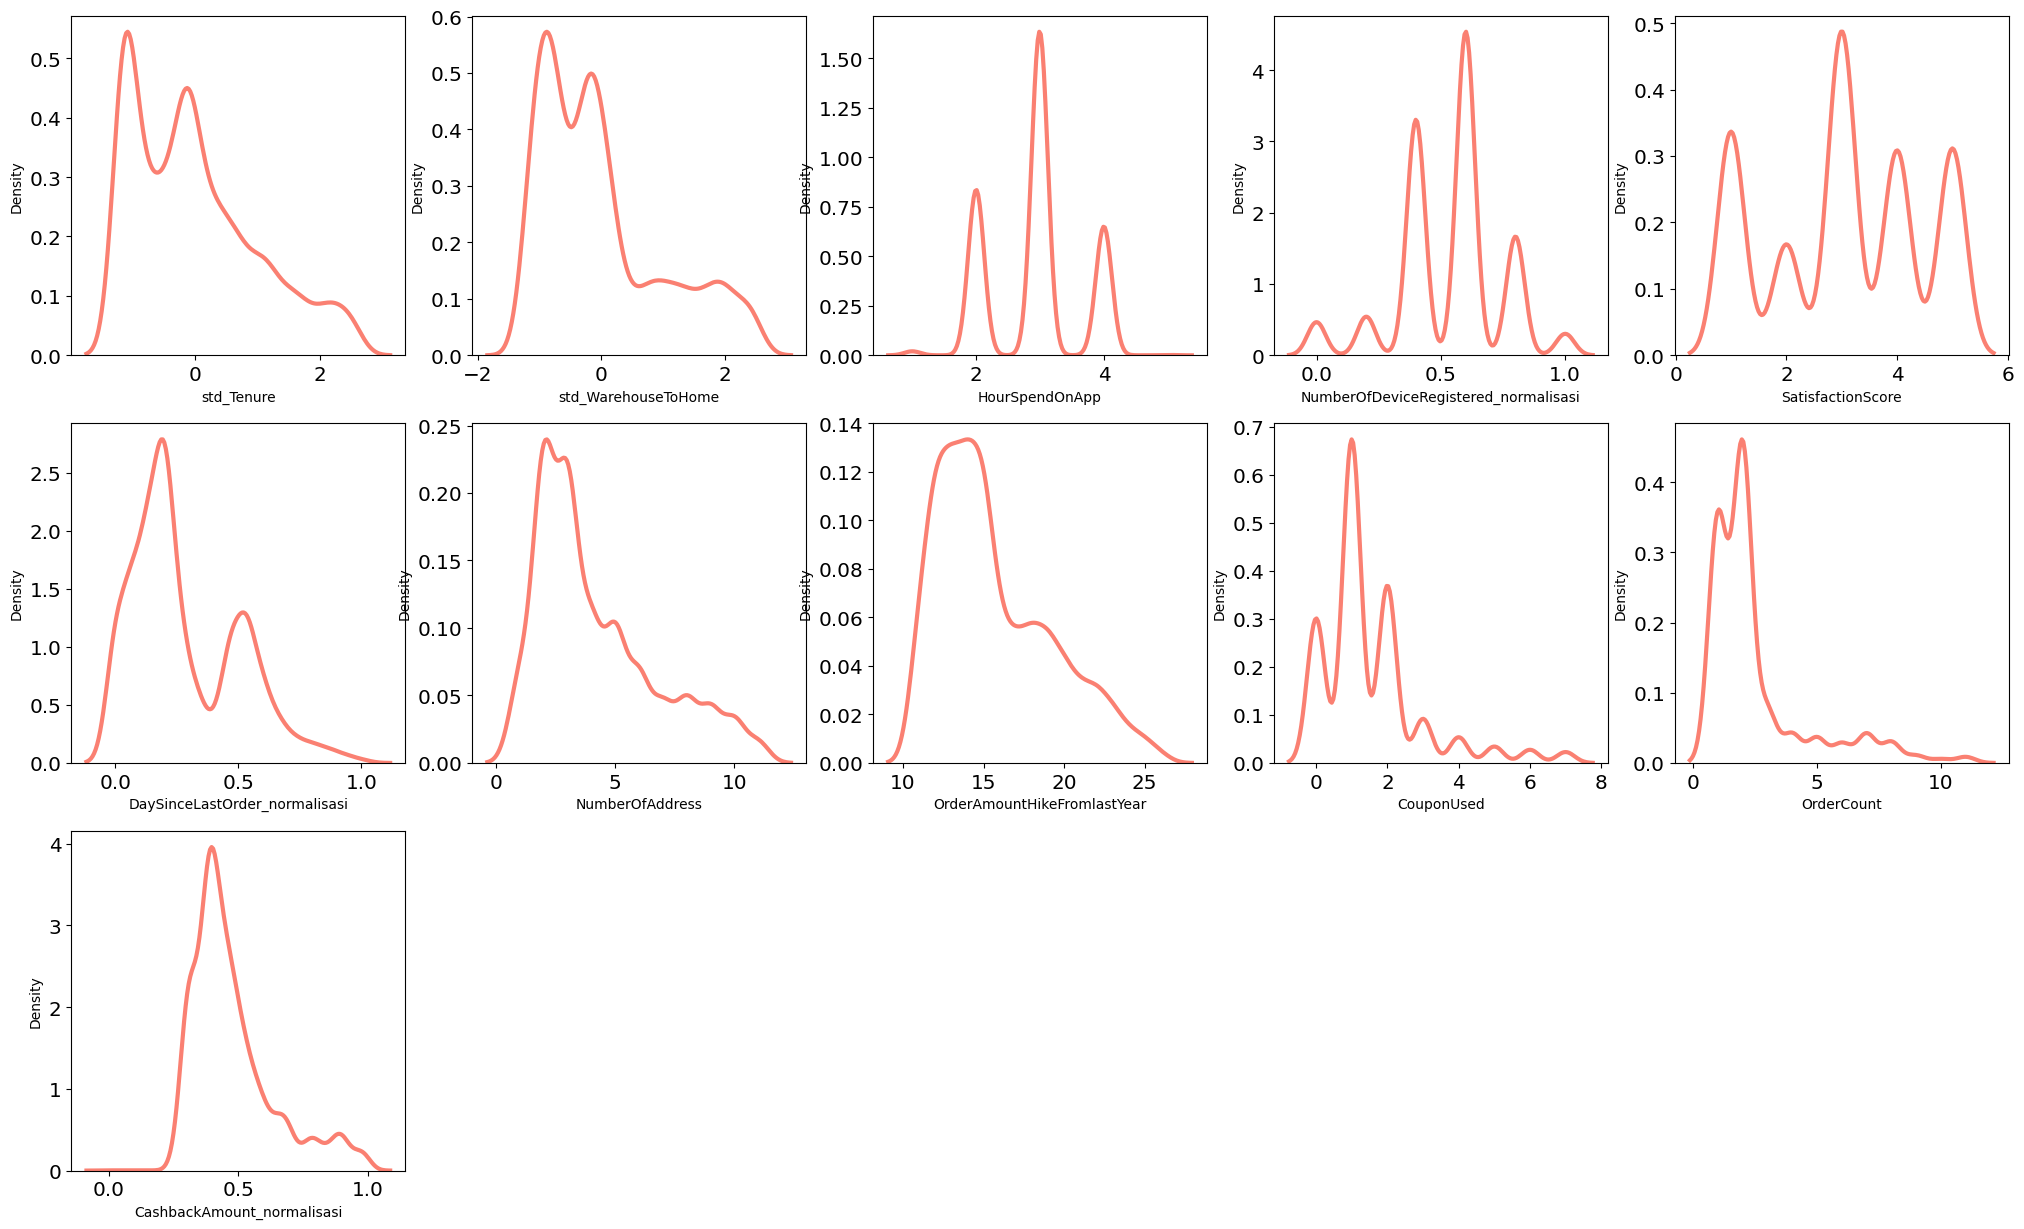 0.5
0.4
0.3
0.2
0.1
0.0
Density
0 2
std_Tenure
0.6
0.5
0.4
0.3
0.2
0.1
0.0
Density
−2 0 2
std_WarehouseToHome
1.50
1.25
1.00
0.75
0.50
0.25
0.00
Density
2 4
HourSpendOnApp
4
3
2
1
0
Density
0.0 0.5 1.0
NumberOfDeviceRegistered_normalisasi
0.5
0.4
0.3
0.2
0.1
0.0
Density
0 2 4 6
SatisfactionScore
2.5
2.0
1.5
1.0
0.5
0.0
Density
0.0 0.5 1.0
DaySinceLastOrder_normalisasi
0.25
0.20
0.15
0.10
0.05
0.00
Density
0 5 10
NumberOfAddress
0.14
0.12
0.10
0.08
0.06
0.04
0.02
0.00
Density
10 15 20 25
OrderAmountHikeFromlastYear
0.7
0.6
0.5
0.4
0.3
0.2
0.1
0.0
Density
0 2 4 6 8
CouponUsed
0.4
0.3
0.2
0.1
0.0
Density
0 5 10
OrderCount
4
3
2
1
0
Density
0.0 0.5 1.0
CashbackAmount_normalisasi